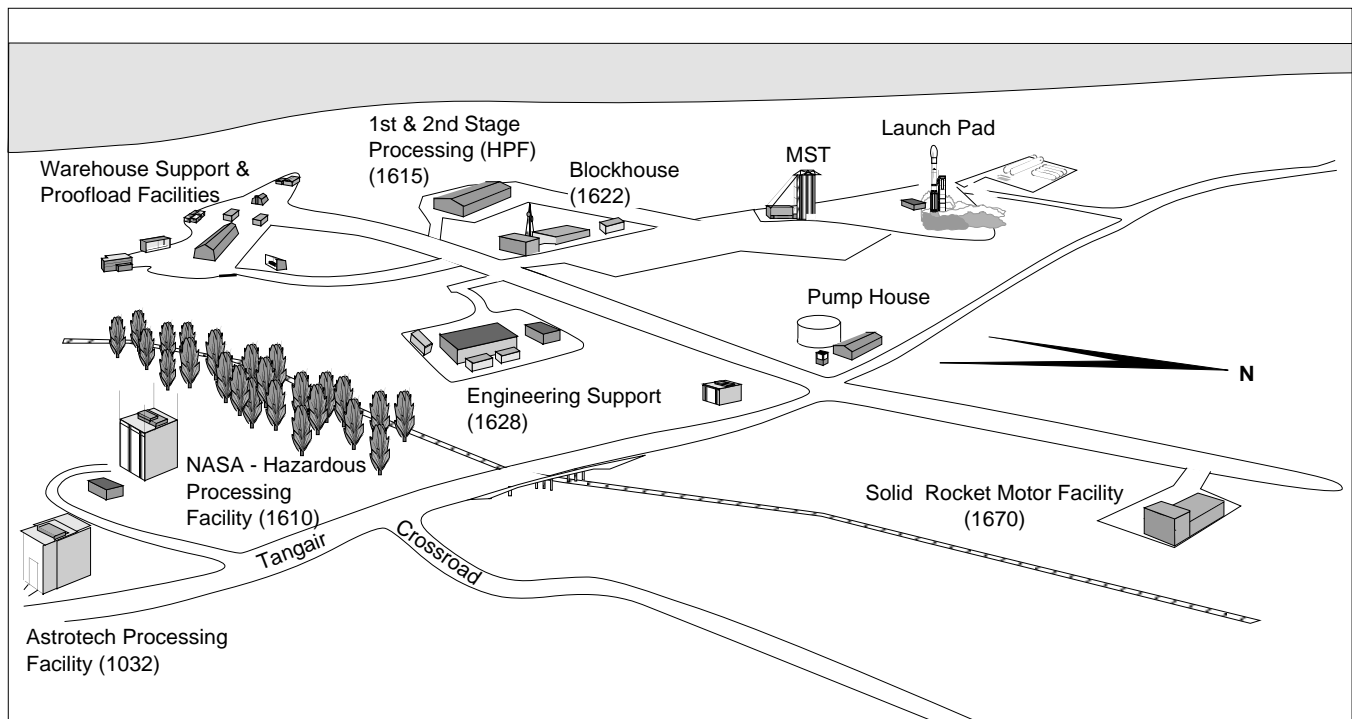 1st & 2nd Stage
Processing (HPF)
(1615)
Launch Pad
MST
Blockhouse
(1622)
Warehouse Support &
Proofload Facilities
Pump House
N
Engineering Support
(1628)
NASA - Hazardous
Processing
Facility (1610)
Solid Rocket Motor Facility
(1670)
Tangair
Crossroad
Astrotech Processing
Facility (1032)